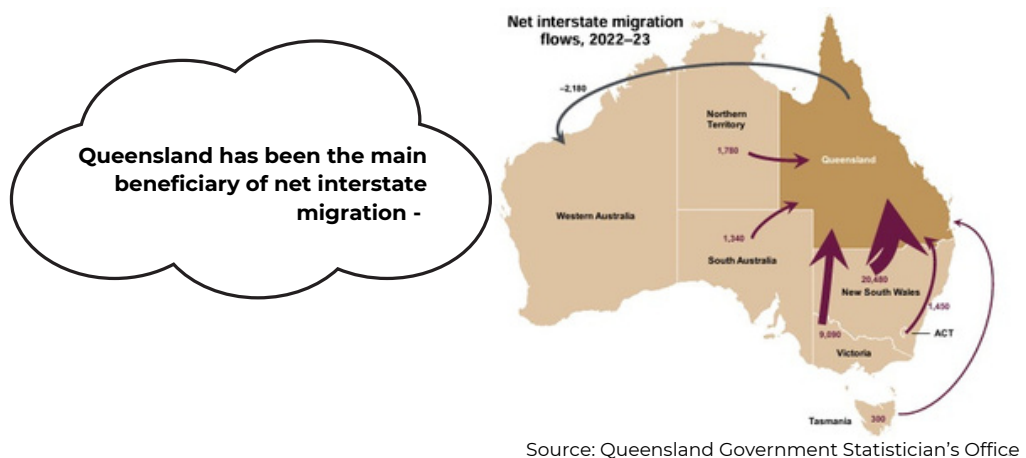 Queensland has been the main
beneficiary of net interstate
migration -
Net interstate migration
flows, 2022–23
–2,180
Northern
Territory
1,780
Queensland
Western Australia
1,340
South Australia
20,480
New South Wales
1,450
9,090
ACT
Victoria
Tasmania
300
Source: Queensland Government Statistician's Office